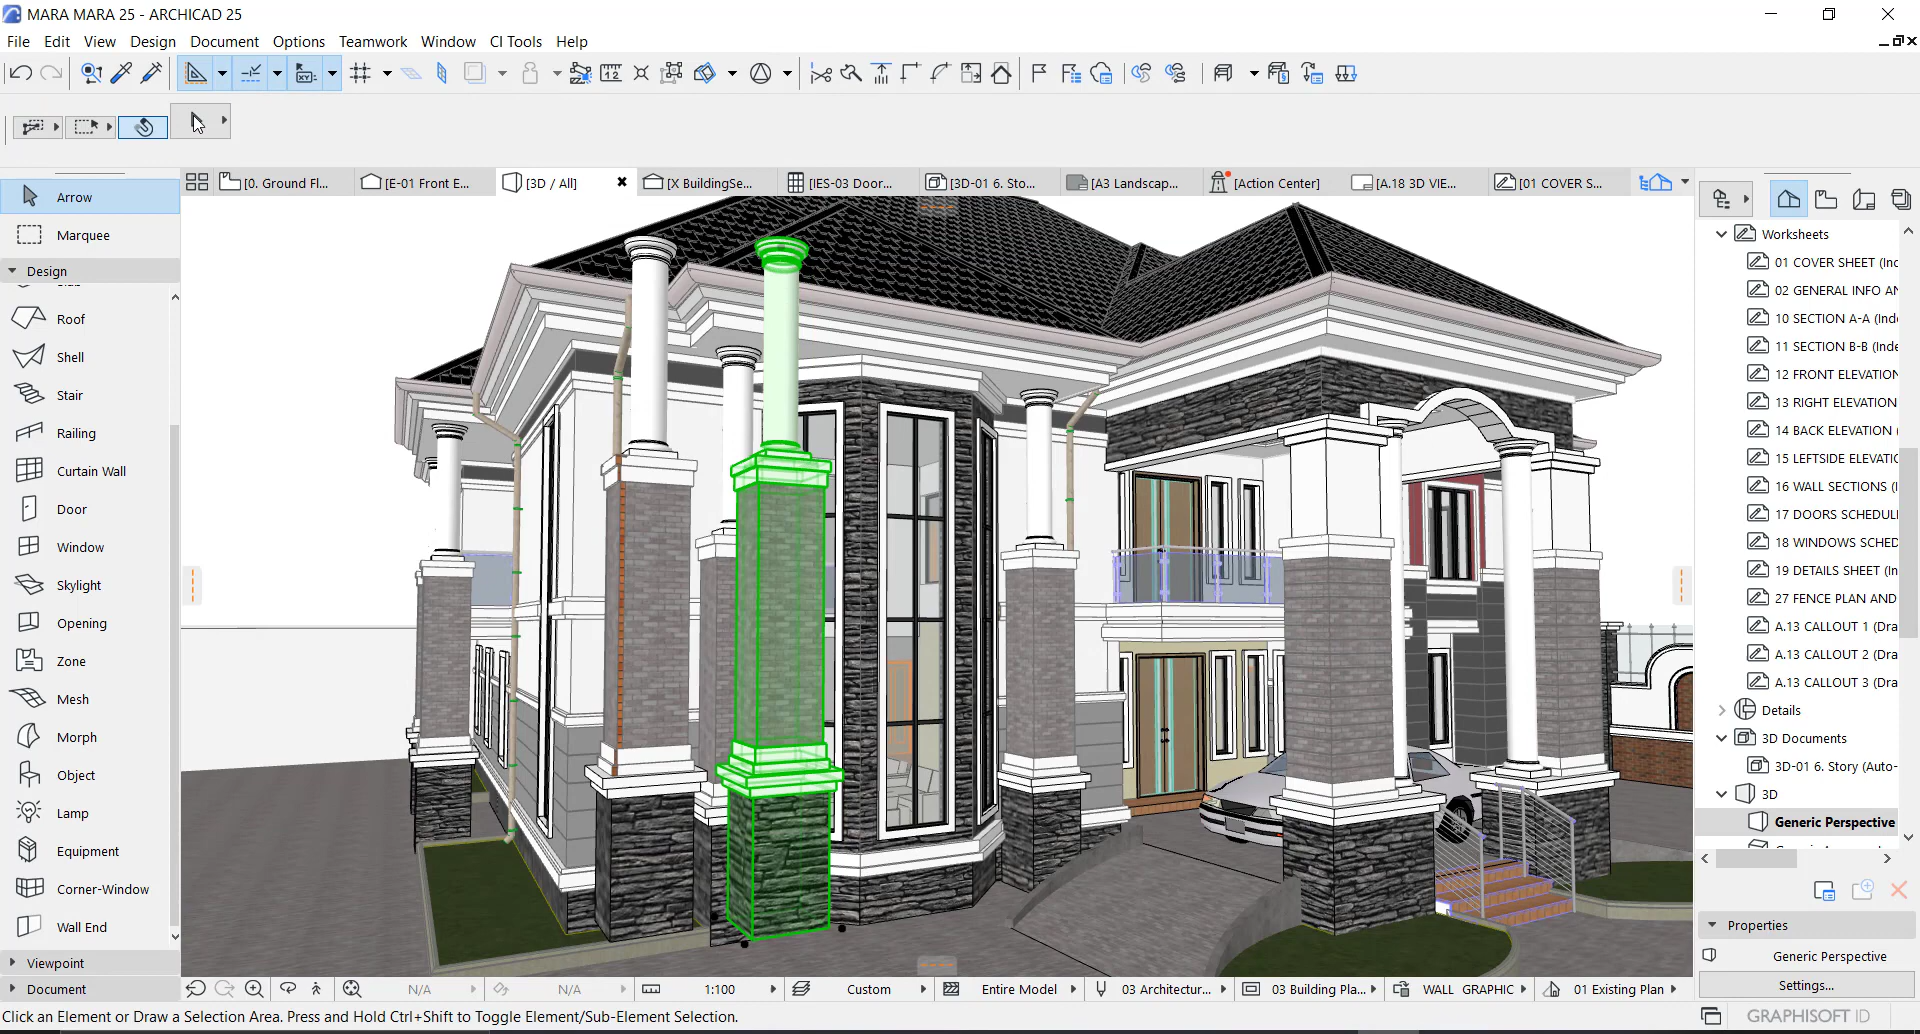 MARA MARA 25 - ARCHICAD 25
File Edit View Design Document Options Teamwork Window CI Tools Help
[0. Ground Fl... [E-01 Front E... [3D / All] [X BuildingSe... [IES-03 Door... [3D-01 6. Sto... [A3 Landscap... [Action Center] [A.18 3D VIE... [01 COVER S...
Arrow
Marquee
Design
Roof
Shell
Stair
Railing
Curtain Wall
Door
Window
Skylight
Opening
Zone
Mesh
Morph
Object
Lamp
Equipment
Corner-Window
Wall End
Viewpoint
Document
Worksheets
01 COVER SHEET (Inc
02 GENERAL INFO AN
10 SECTION A-A (Inde
11 SECTION B-B (Inde
12 FRONT ELEVATION
13 RIGHT ELEVATION
14 BACK ELEVATION (
15 LEFTSIDE ELEVATIC
16 WALL SECTIONS (I
17 DOORS SCHEDUL
18 WINDOWS SCHED
19 DETAILS SHEET (In
27 FENCE PLAN AND
A.13 CALLOUT 1 (Dra
A.13 CALLOUT 2 (Dra
A.13 CALLOUT 3 (Dra
Details
3D Documents
3D-01 6. Story (Auto-
3D
Generic Perspective
Properties
Generic Perspective
Settings...
N/A N/A 1:100 Custom Entire Model 03 Architectur... 03 Building Pla... WALL GRAPHIC 01 Existing Plan
Click an Element or Draw a Selection Area. Press and Hold Ctrl+Shift to Toggle Element/Sub-Element Selection.
GRAPHISOFT ID